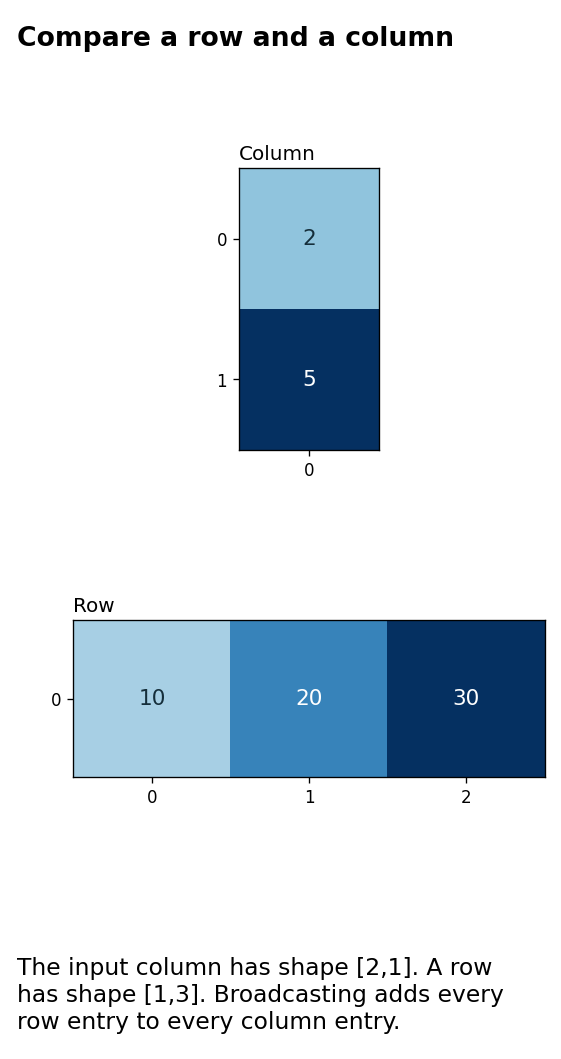 Compare a row and a column
Column
0
2
1
5
0
Row
0
10 20 30
0 1 2
The input column has shape [2,1]. A row
has shape [1,3]. Broadcasting adds every
row entry to every column entry.